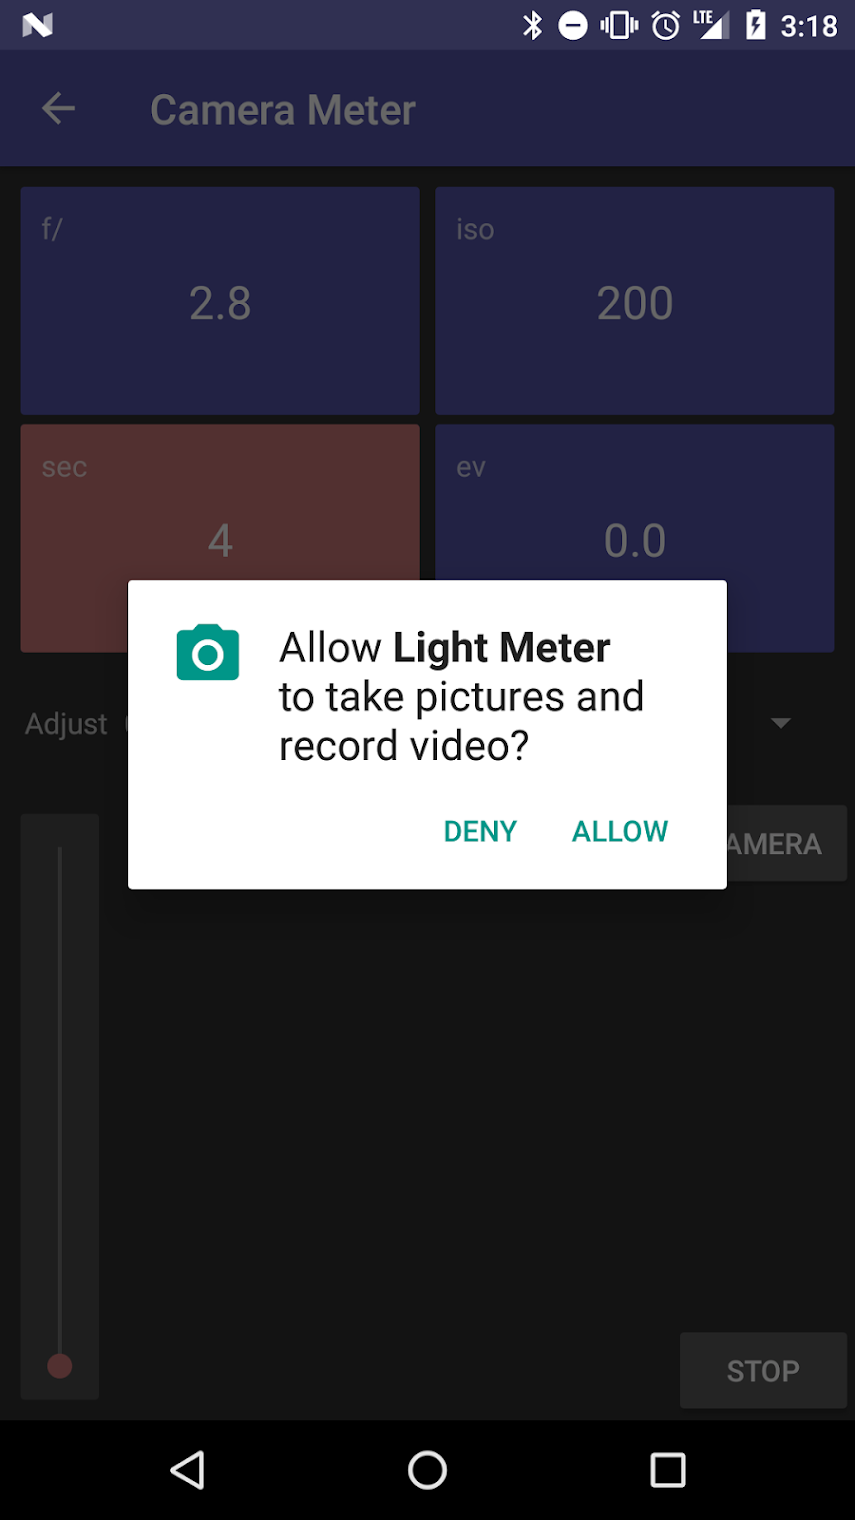 LTE 3:18
Camera Meter
f/
2.8
iso
200
sec
4
ev
0.0
Allow Light Meter
to take pictures and
record video?
Adjust
DENY ALLOW
AMERA
STOP